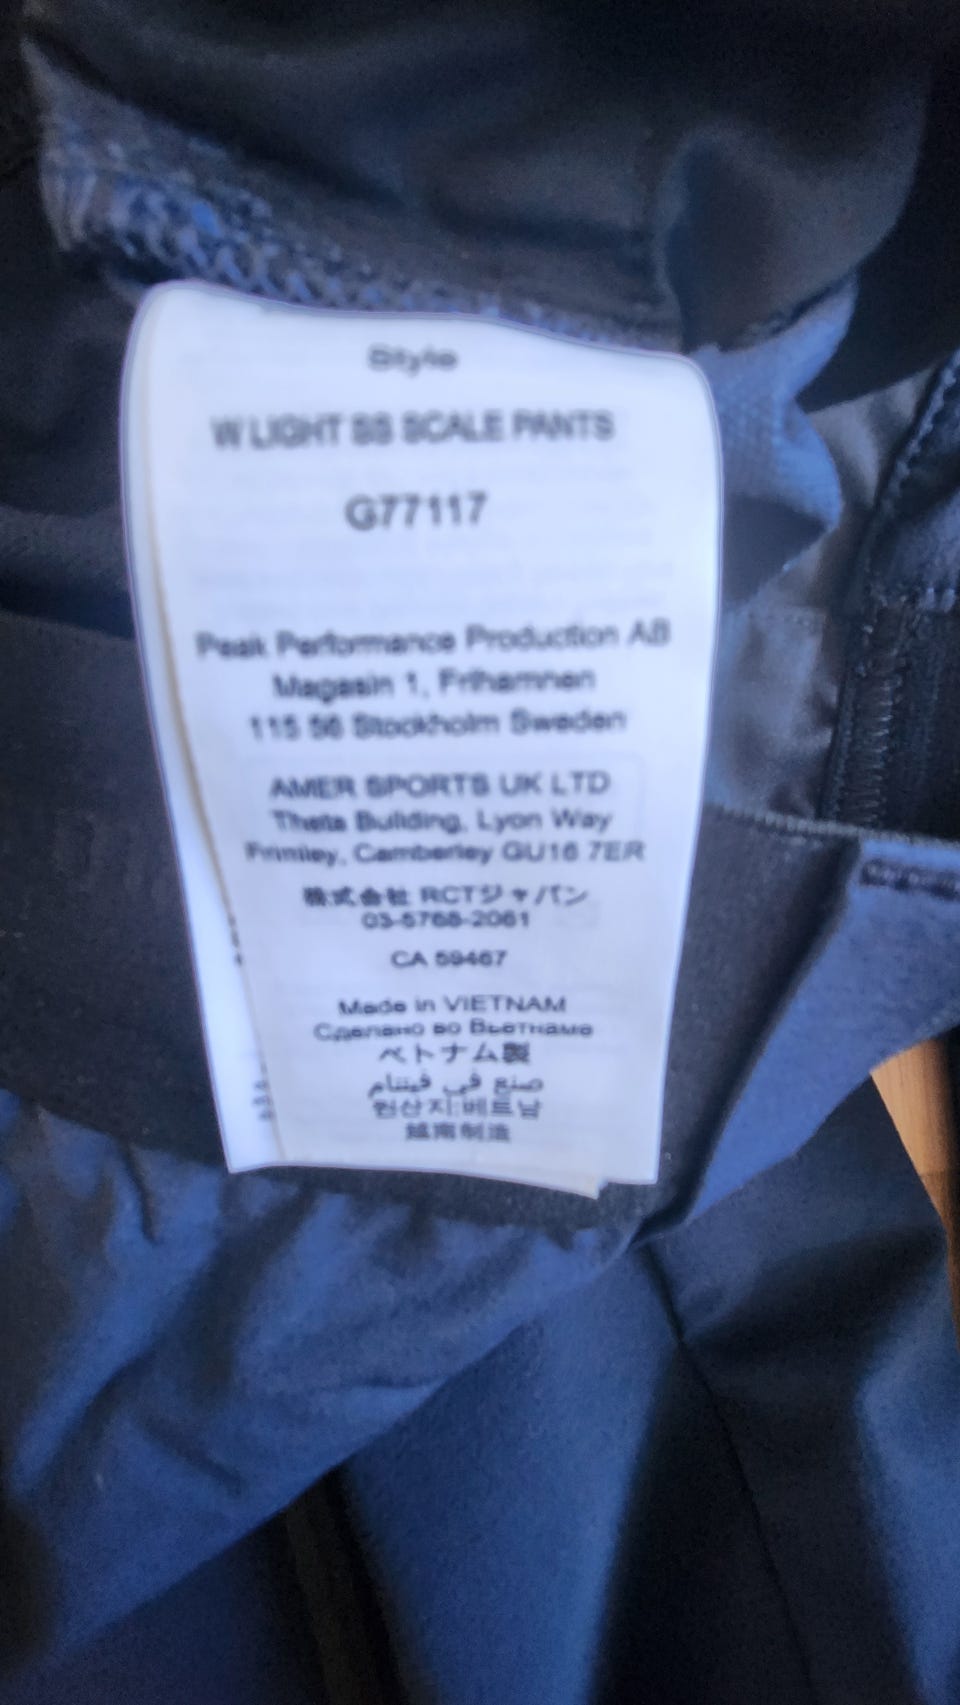 Style
W LIGHT SS SCALE PANTS
G77117
Peak Performance Production AB
Magasin 1, Frihamnen
115 56 Stockholm Sweden
AMER SPORTS UK LTD
Theta Building, Lyon Way
Frimley, Camberley GU16 7ER
株式会社 RCTジャパン
03-5768-2061
CA 59467
Made in VIETNAM
Сделано во Вьетнаме
ベトナム製
صنع في فيتنام
원산지:베트남
越南制造